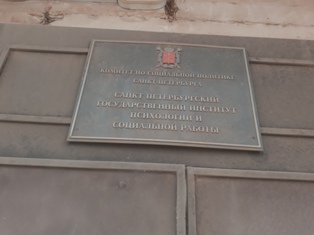 КОМИТЕТ ПО СОЦИАЛЬНОЙ ПОЛИТИКЕ
САНКТ-ПЕТЕРБУРГА
САНКТ-ПЕТЕРБУРГСКИЙ
ГОСУДАРСТВЕННЫЙ ИНСТИТУТ
ПСИХОЛОГИИ И
СОЦИАЛЬНОЙ РАБОТЫ